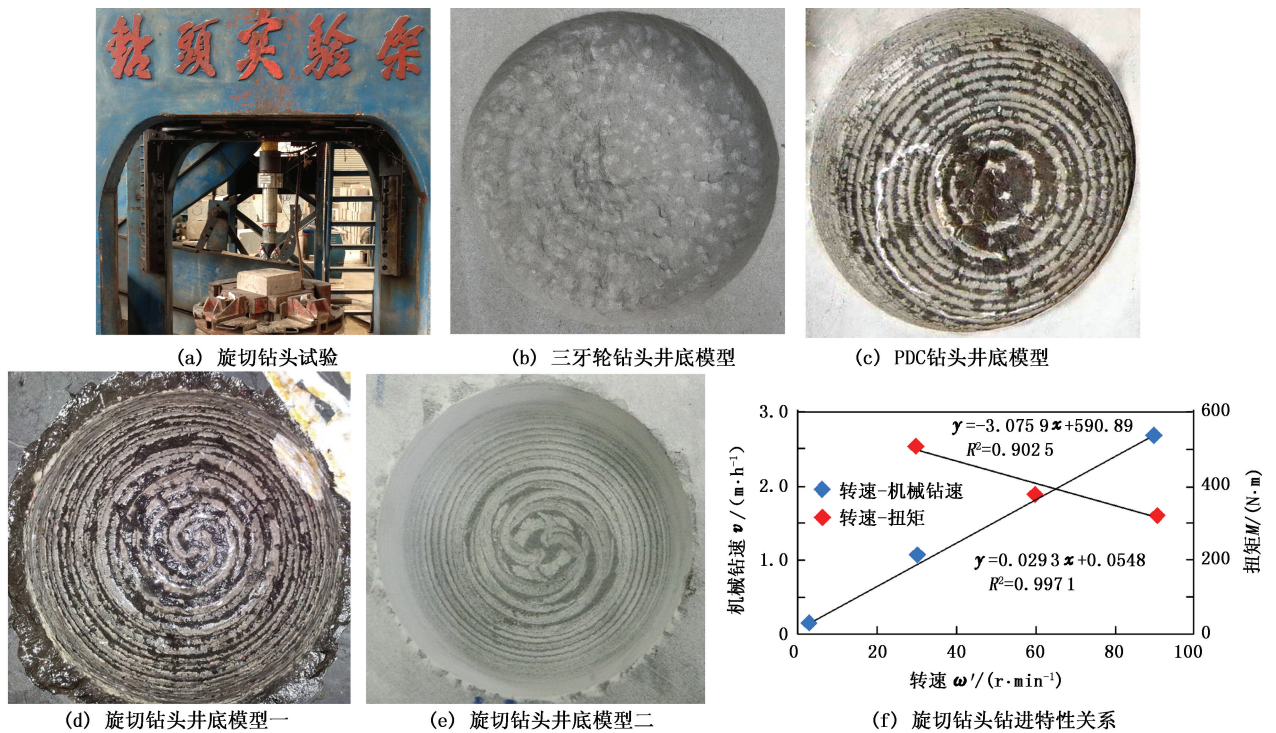 钻頭实验架
(a) 旋切钻头试验
(b) 三牙轮钻头井底模型
(c) PDC钻头井底模型
(d) 旋切钻头井底模型一
(e) 旋切钻头井底模型二
3.0
2.0
1.0
0
机械钻速 v /(m·h⁻¹)
y=-3.075 9x+590.89
R²=0.902 5
转速-机械钻速
转速-扭矩
y=0.029 3x+0.054 8
R²=0.997 1
600
400
200
0
扭矩M/(N·m)
0 20 40 60 80 100
转速 ω′/(r·min⁻¹)
(f) 旋切钻头钻进特性关系